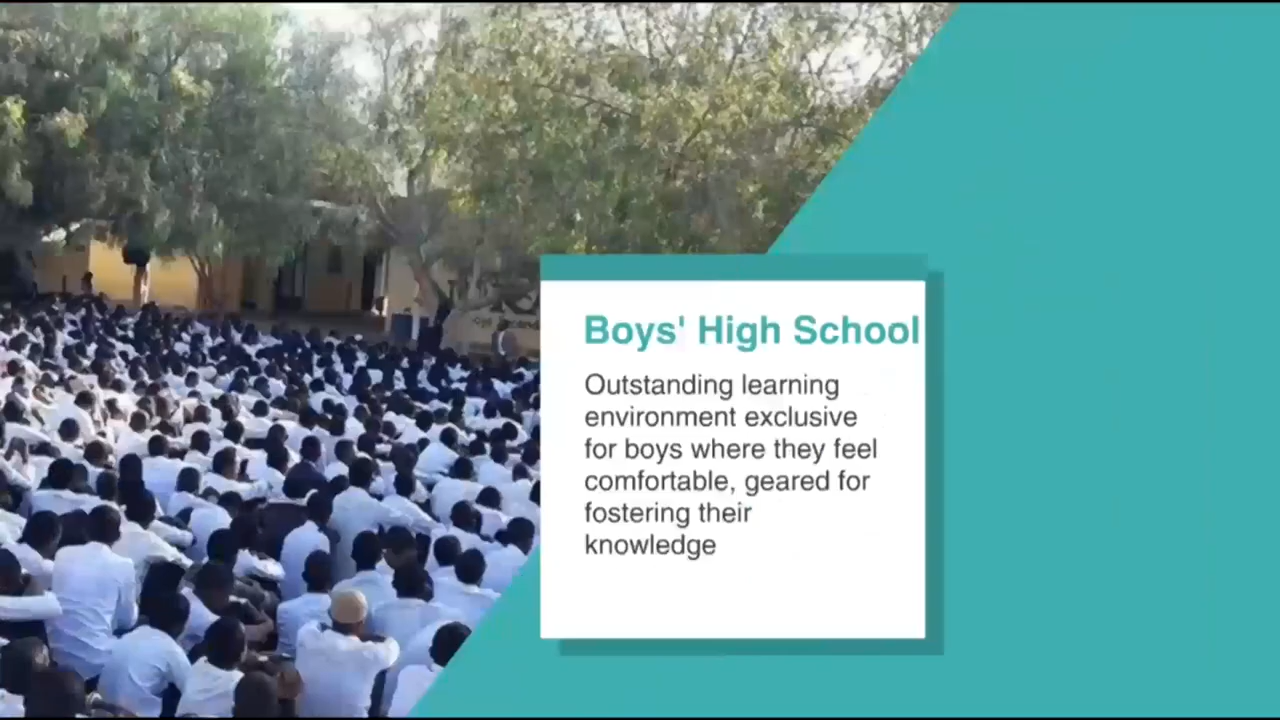 Boys' High School
Outstanding learning
environment exclusive
for boys where they feel
comfortable, geared for
fostering their
knowledge